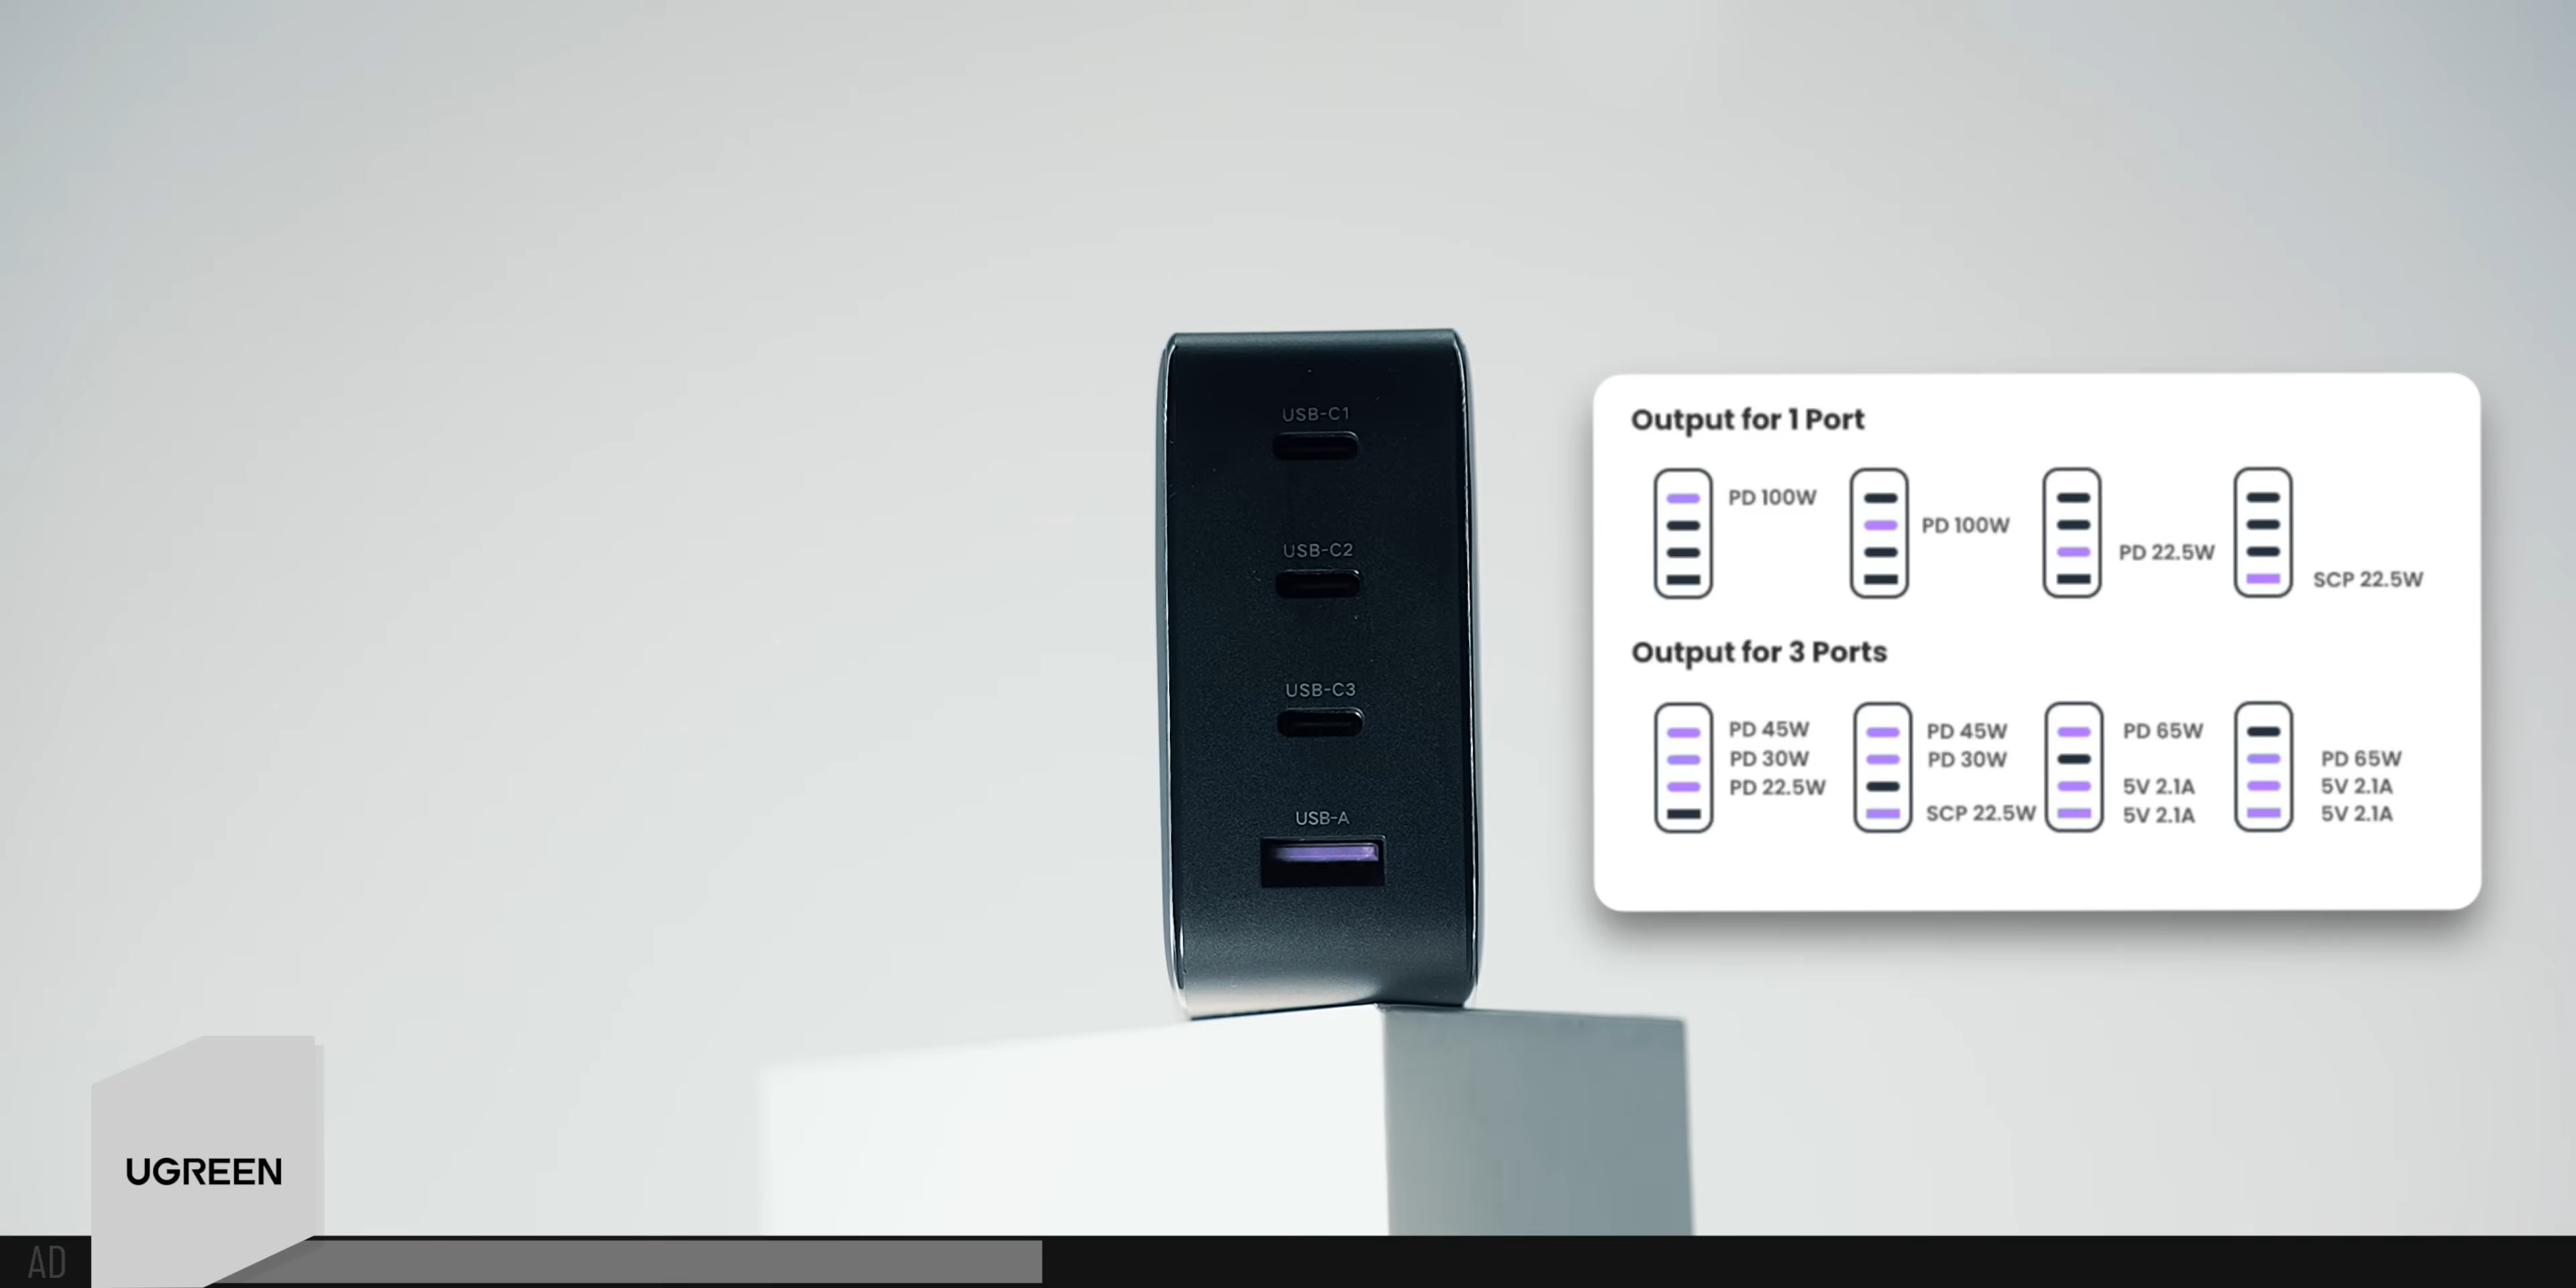 USB-C1
USB-C2
USB-C3
USB-A
Output for 1 Port
PD 100W
PD 100W
PD 22.5W
SCP 22.5W
Output for 3 Ports
PD 45W
PD 30W
PD 22.5W
PD 45W
PD 30W
SCP 22.5W
PD 65W
5V 2.1A
5V 2.1A
PD 65W
5V 2.1A
5V 2.1A
UGREEN
AD